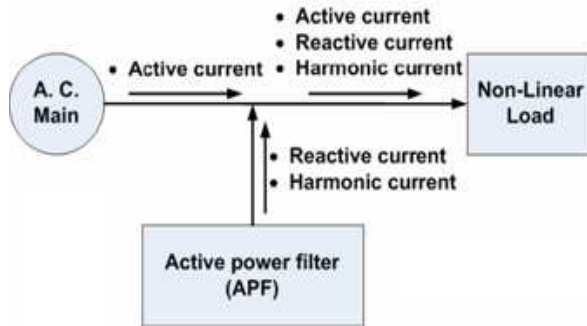 • Active current
• Reactive current
• Harmonic current
A. C.
Main
• Active current
Non-Linear
Load
• Reactive current
• Harmonic current
Active power filter
(APF)